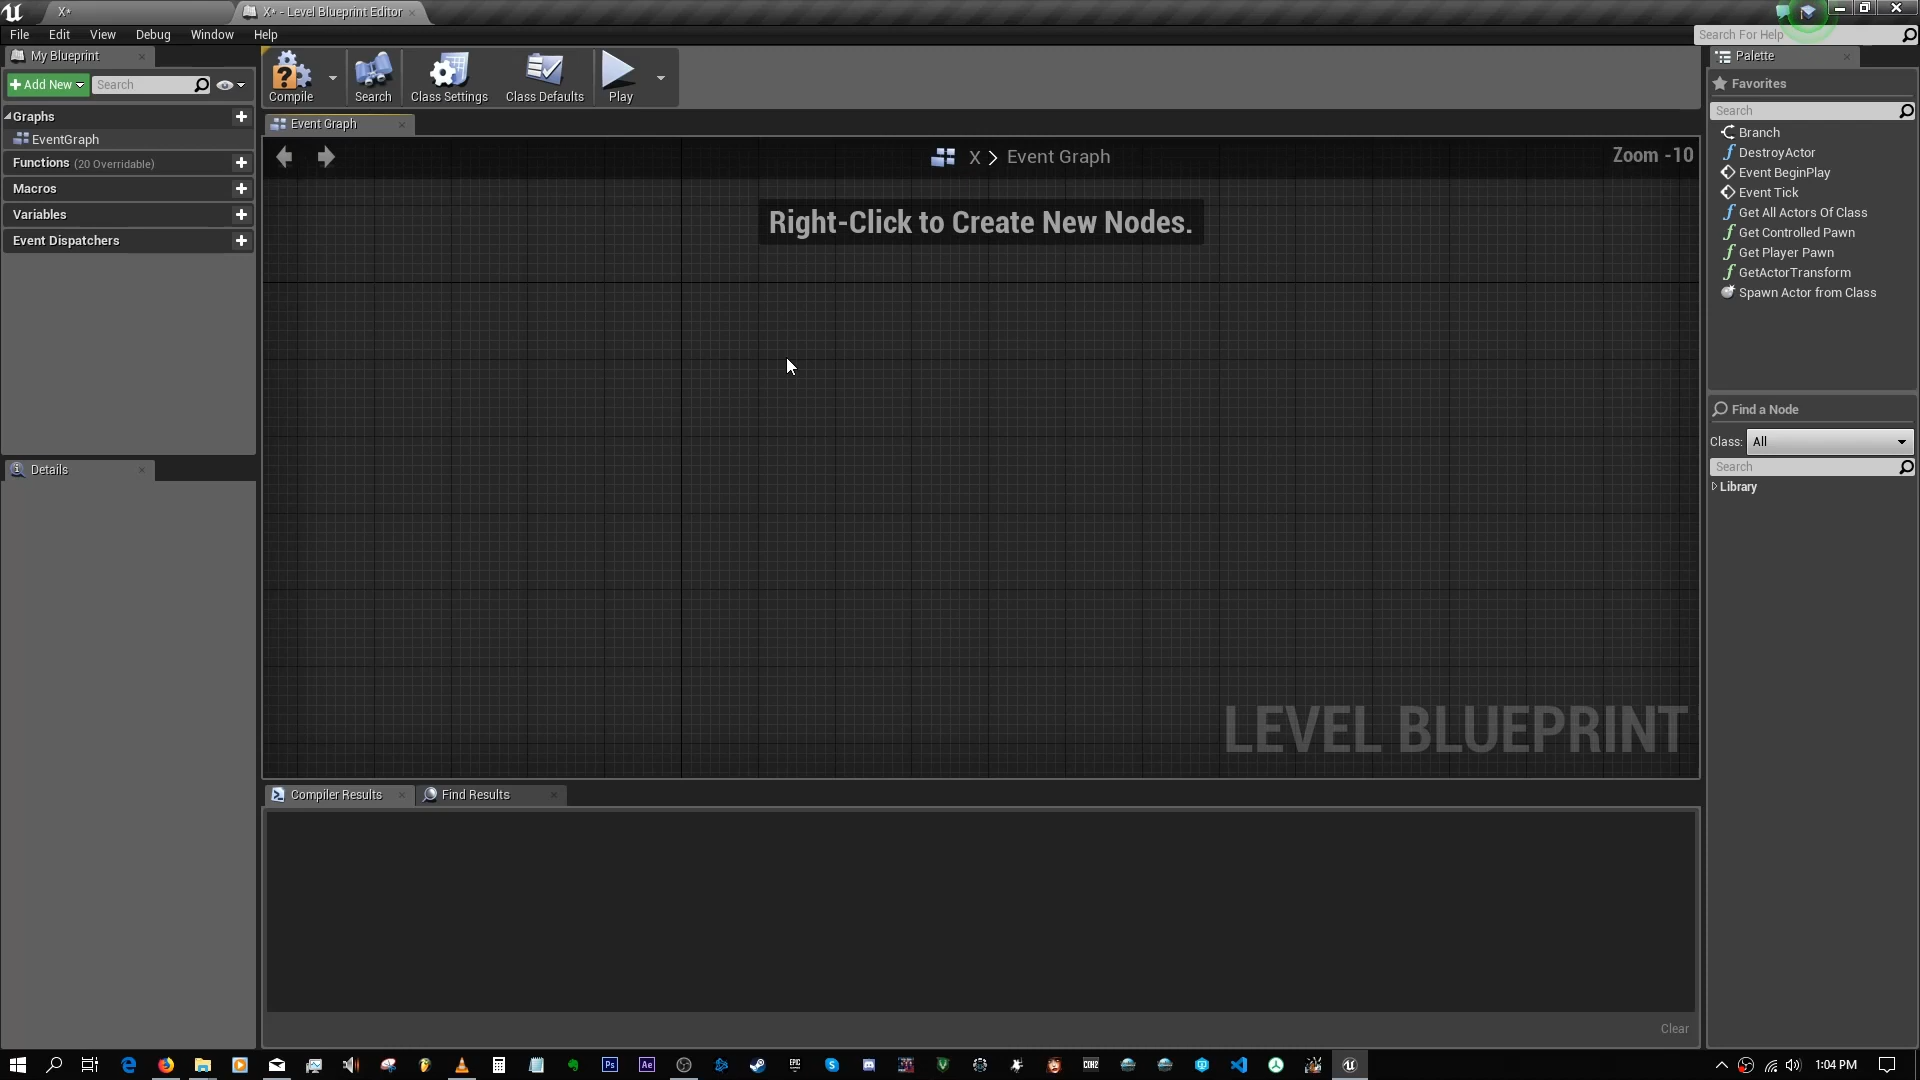 X*
X* - Level Blueprint Editor
File Edit View Debug Window Help
Search For Help
My Blueprint
Add New
Search
Graphs
EventGraph
Functions (20 Overridable)
Macros
Variables
Event Dispatchers
Details
Compile
Search
Class Settings
Class Defaults
Play
Event Graph
X > Event Graph
Zoom -10
Right-Click to Create New Nodes.
LEVEL BLUEPRINT
Compiler Results
Find Results
Clear
Palette
Favorites
Search
Branch
DestroyActor
Event BeginPlay
Event Tick
Get All Actors Of Class
Get Controlled Pawn
Get Player Pawn
GetActorTransform
Spawn Actor from Class
Find a Node
Class: All
Search
Library
Ps
Ae
EPIC
1:04 PM